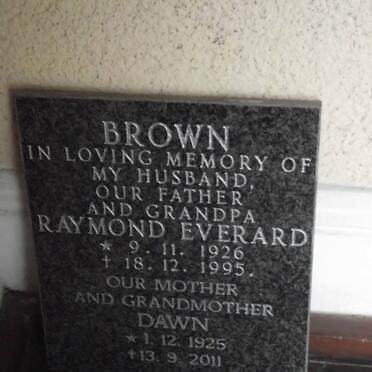 BROWN
IN LOVING MEMORY OF
MY HUSBAND,
OUR FATHER
AND GRANDPA
RAYMOND EVERARD
★ 9. 11. 1926
† 18. 12. 1995.
OUR MOTHER
AND GRANDMOTHER
DAWN
★ 1. 12. 1925
† 13. 9. 2011